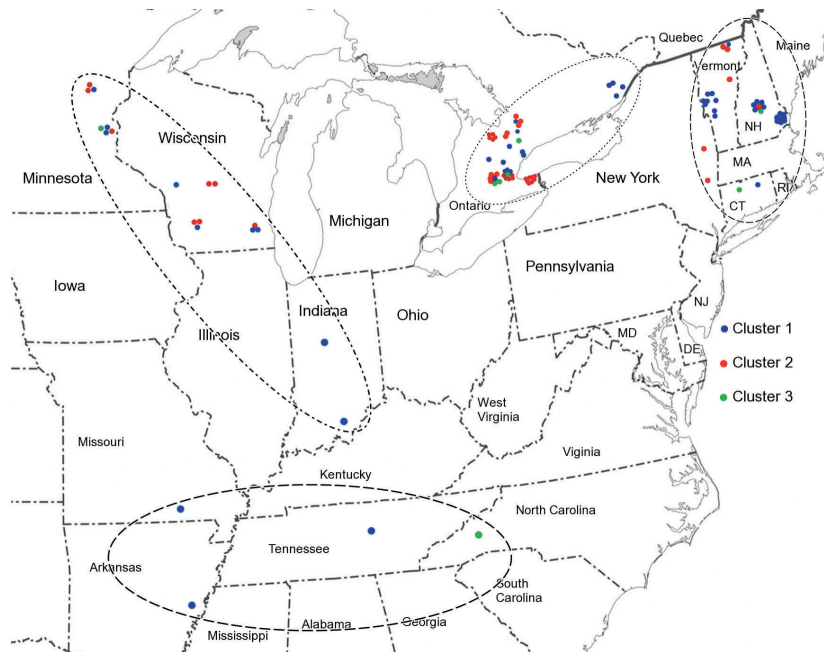 Quebec
Maine
Vermont
Wisconsin
NH
Minnesota
MA
New York
Ontario
RI
CT
Michigan
Pennsylvania
Iowa
NJ
Indiana
Ohio
Illinois
Cluster 1
MD
DE
Cluster 2
Cluster 3
West
Virginia
Missouri
Viginia
Kentucky
North Carolina
Tennessee
Arkansas
South
Carolina
Alabama
Georgia
Mississippi